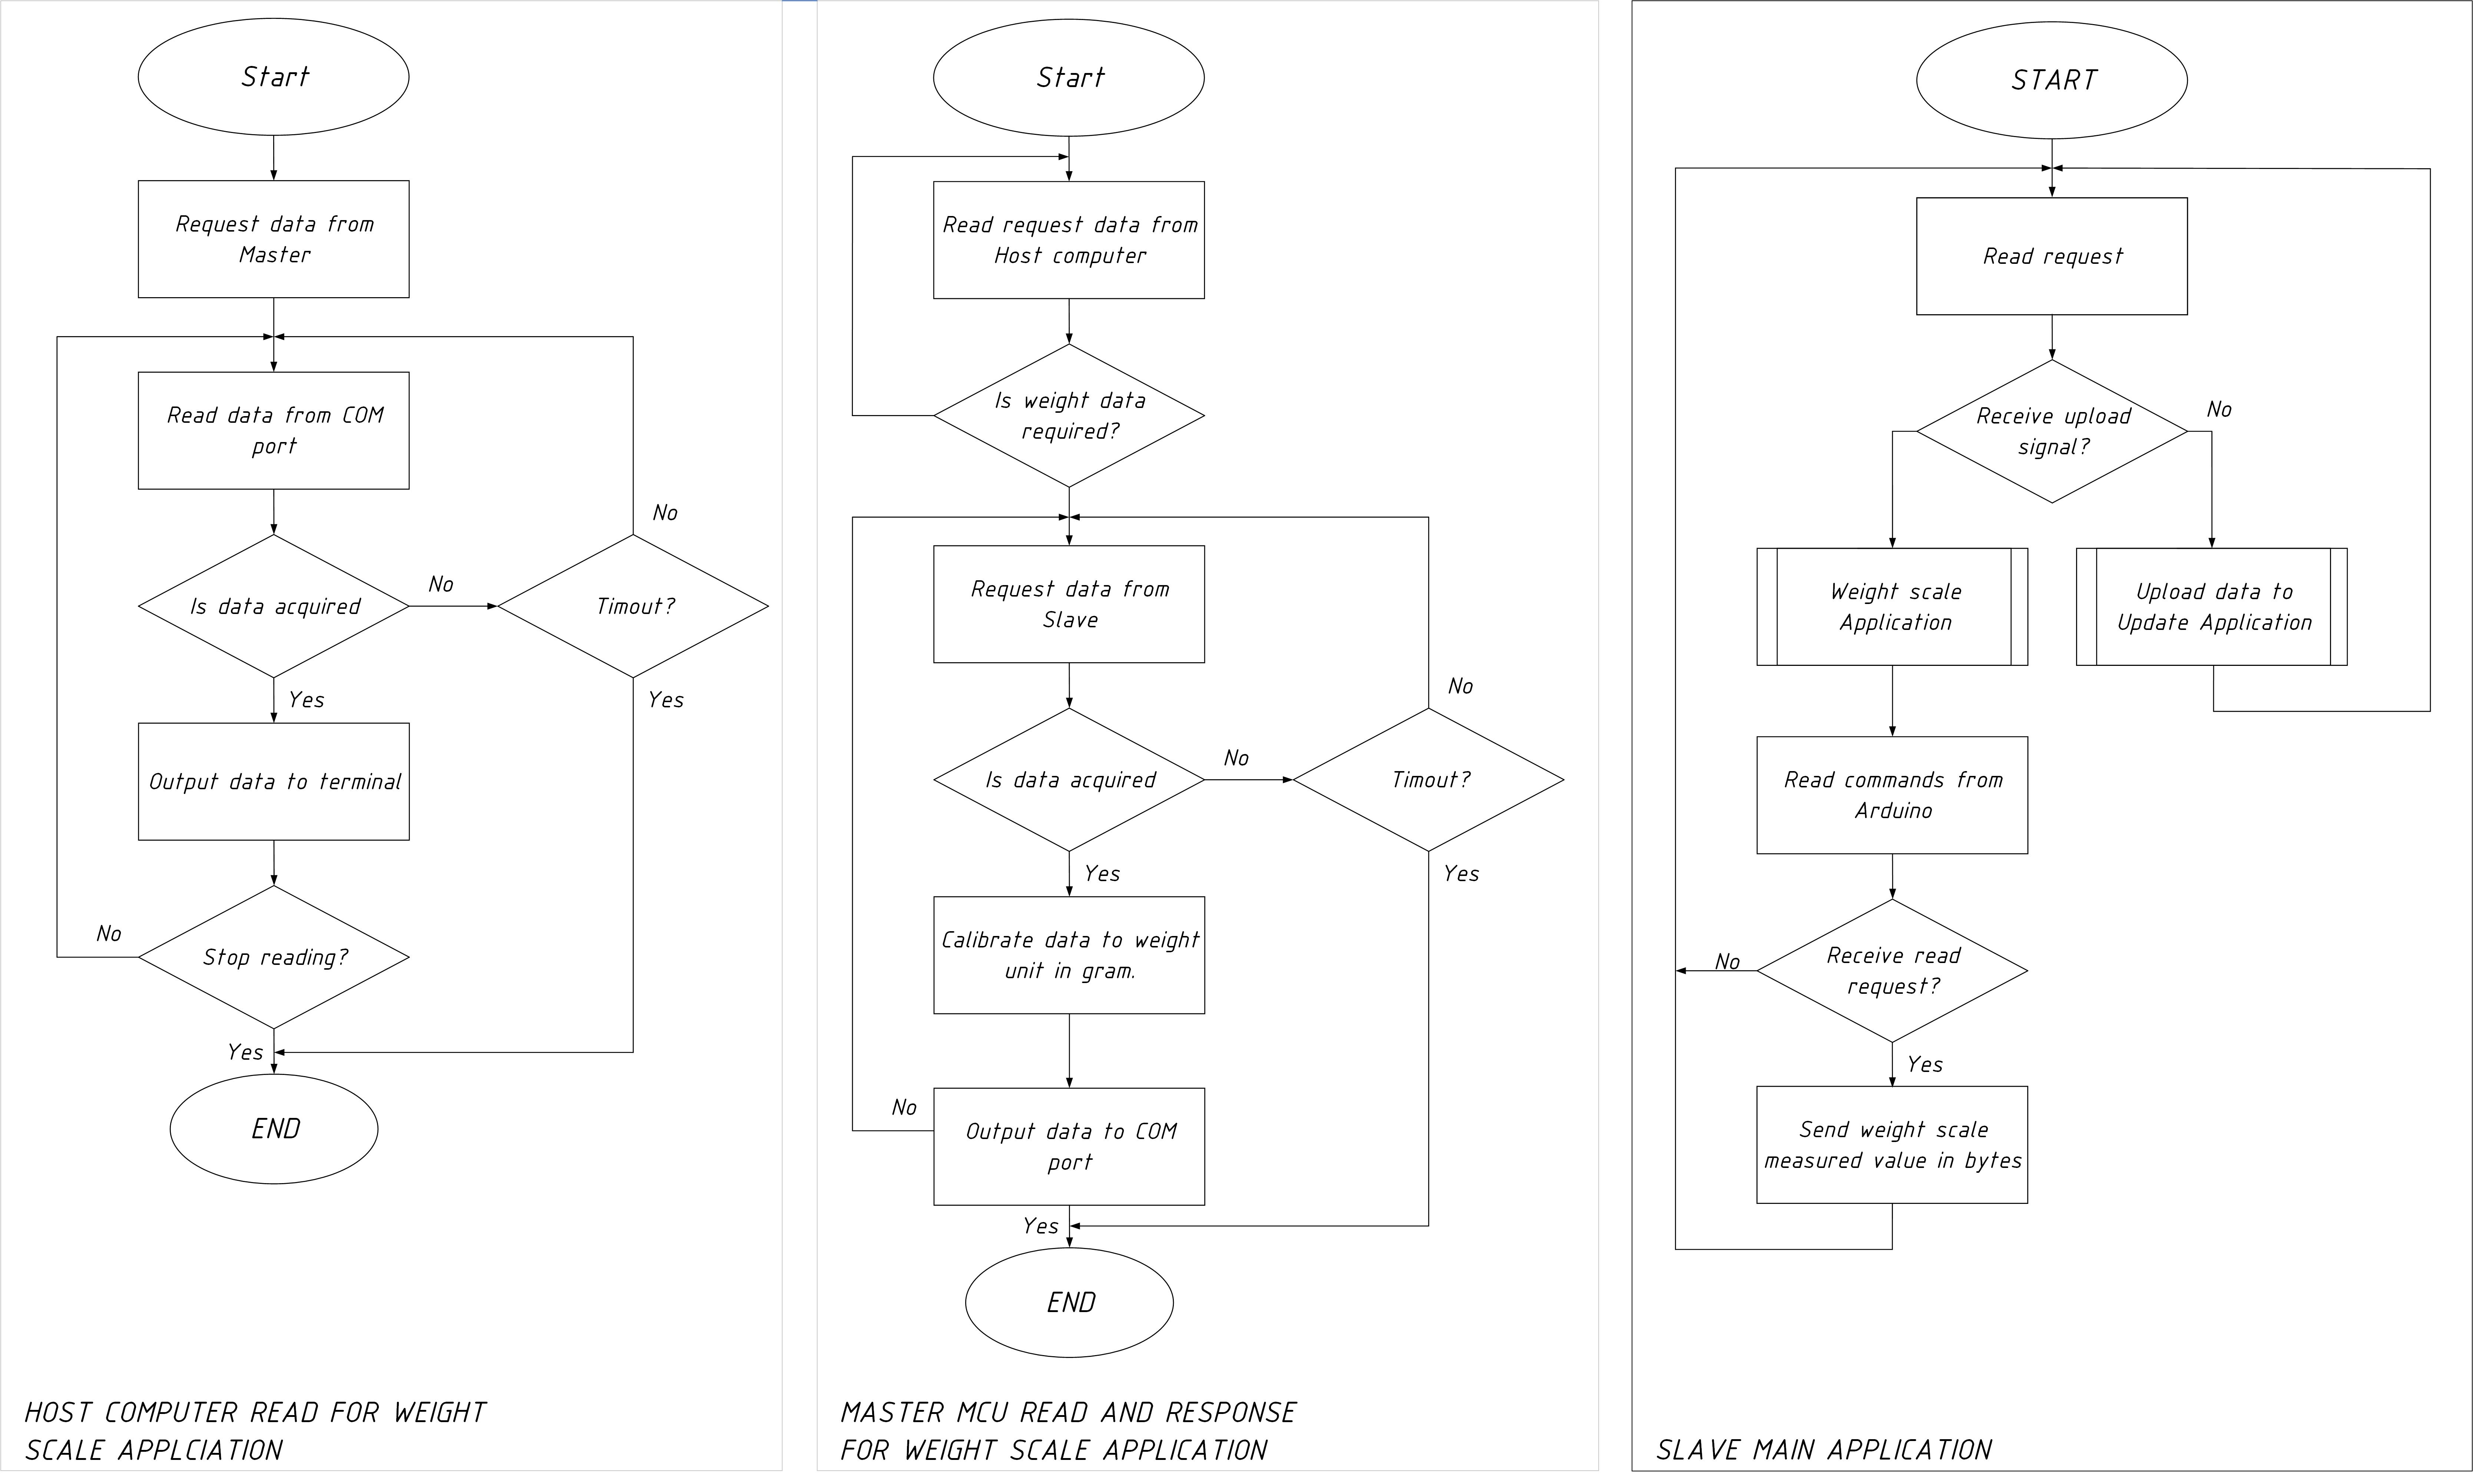 Start
Request data from
Master
Read data from COM
port
No
Is data acquired
No
Timout?
Yes
Yes
Output data to terminal
No
Stop reading?
Yes
END
HOST COMPUTER READ FOR WEIGHT
SCALE APPLCIATION
Start
Read request data from
Host computer
Is weight data
required?
Request data from
Slave
No
Is data acquired
No
Timout?
Yes
Yes
Calibrate data to weight
unit in gram.
No
Output data to COM
port
Yes
END
MASTER MCU READ AND RESPONSE
FOR WEIGHT SCALE APPLICATION
START
Read request
Receive upload
signal?
No
Weight scale
Application
Upload data to
Update Application
Read commands from
Arduino
No
Receive read
request?
Yes
Send weight scale
measured value in bytes
SLAVE MAIN APPLICATION